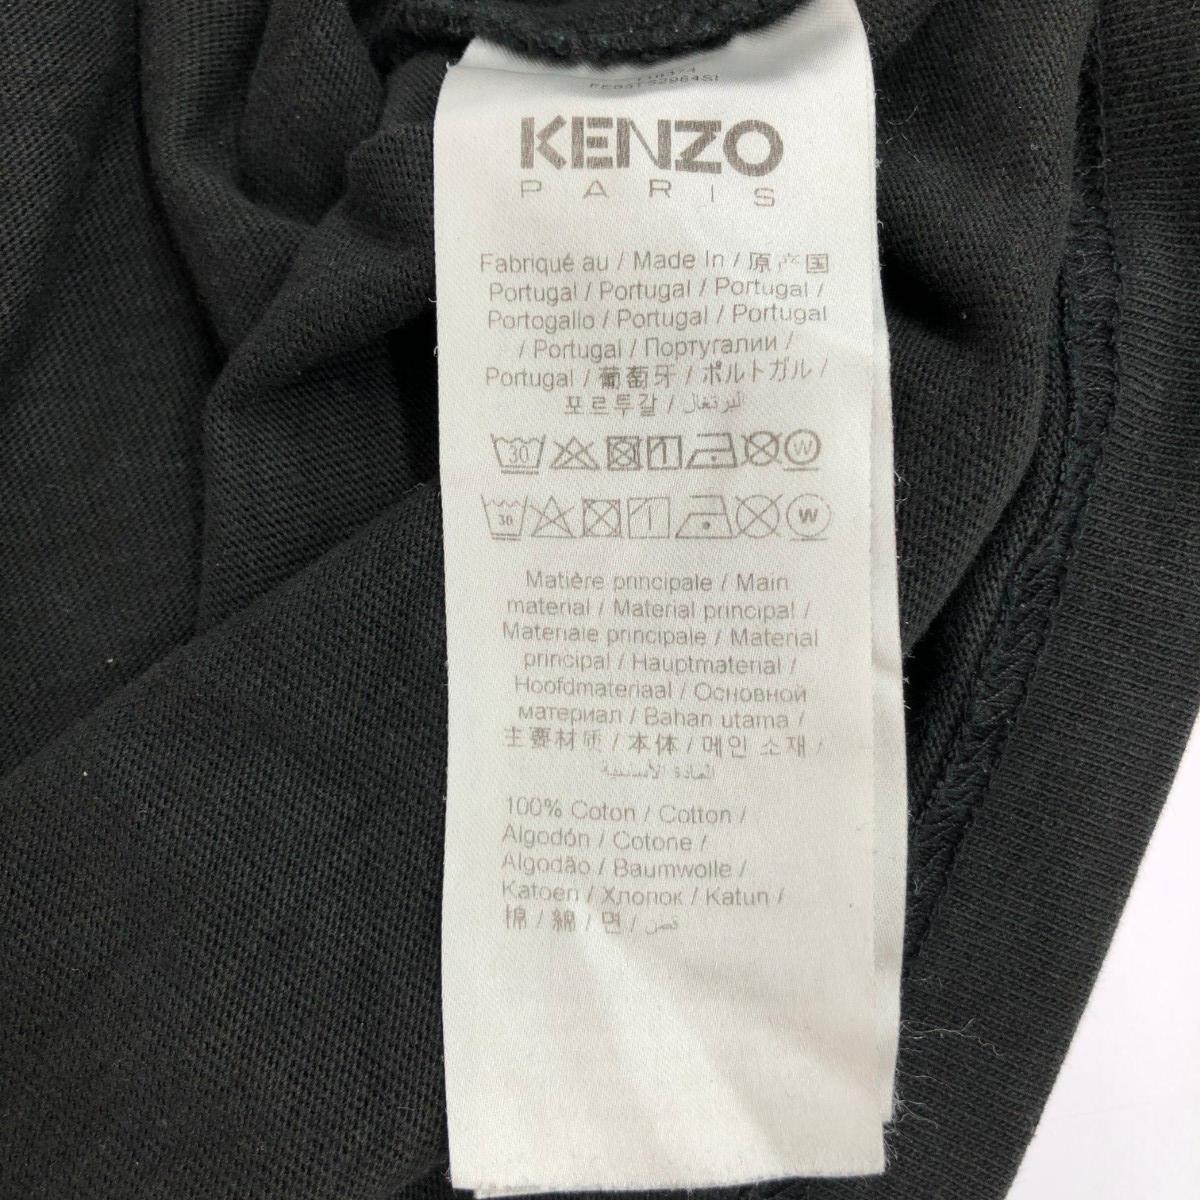 KENZO
PARIS
Fabriqué au / Made In / 原产国
Portugal / Portugal / Portugal /
Portogallo / Portugal / Portugal
/ Portugal / Португалии /
Portugal / 葡萄牙 / ポルトガル /
포르투갈 / البرتغال
30 W
30 W
Matière principale / Main
material / Material principal /
Materiale principale / Material
principal / Hauptmaterial /
Hoofdmateriaal / Основной
материал / Bahan utama /
主要材质 / 本体 / 메인 소재 /
المادة الأساسية
100% Coton / Cotton /
Algodón / Cotone /
Algodão / Baumwolle /
Katoen / Хлопок / Katun /
棉 / 綿 / 면 / قطن